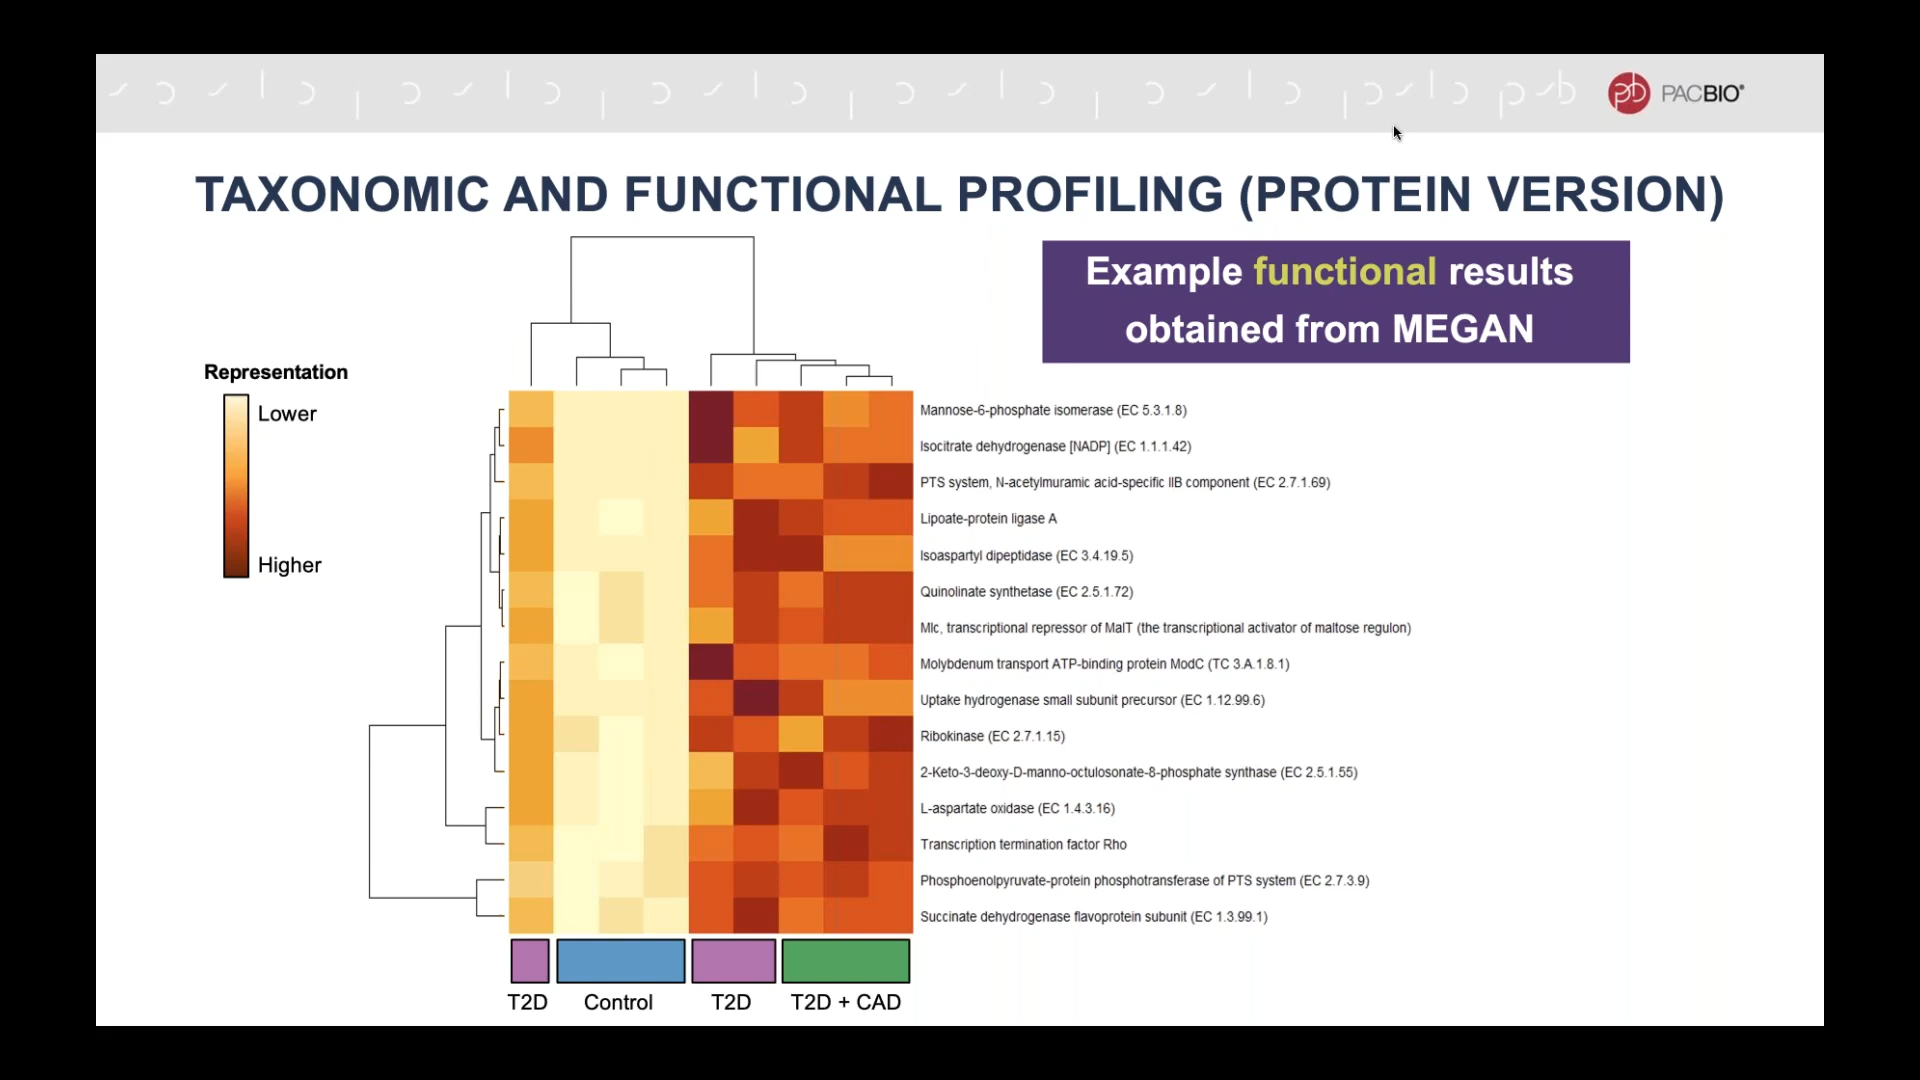 PACBIO®
TAXONOMIC AND FUNCTIONAL PROFILING (PROTEIN VERSION)
Example functional results
obtained from MEGAN
Representation
Lower
Higher
Mannose-6-phosphate isomerase (EC 5.3.1.8)
Isocitrate dehydrogenase [NADP] (EC 1.1.1.42)
PTS system, N-acetylmuramic acid-specific IIB component (EC 2.7.1.69)
Lipoate-protein ligase A
Isoaspartyl dipeptidase (EC 3.4.19.5)
Quinolinate synthetase (EC 2.5.1.72)
Mlc, transcriptional repressor of MalT (the transcriptional activator of maltose regulon)
Molybdenum transport ATP-binding protein ModC (TC 3.A.1.8.1)
Uptake hydrogenase small subunit precursor (EC 1.12.99.6)
Ribokinase (EC 2.7.1.15)
2-Keto-3-deoxy-D-manno-octulosonate-8-phosphate synthase (EC 2.5.1.55)
L-aspartate oxidase (EC 1.4.3.16)
Transcription termination factor Rho
Phosphoenolpyruvate-protein phosphotransferase of PTS system (EC 2.7.3.9)
Succinate dehydrogenase flavoprotein subunit (EC 1.3.99.1)
T2D
Control
T2D
T2D + CAD